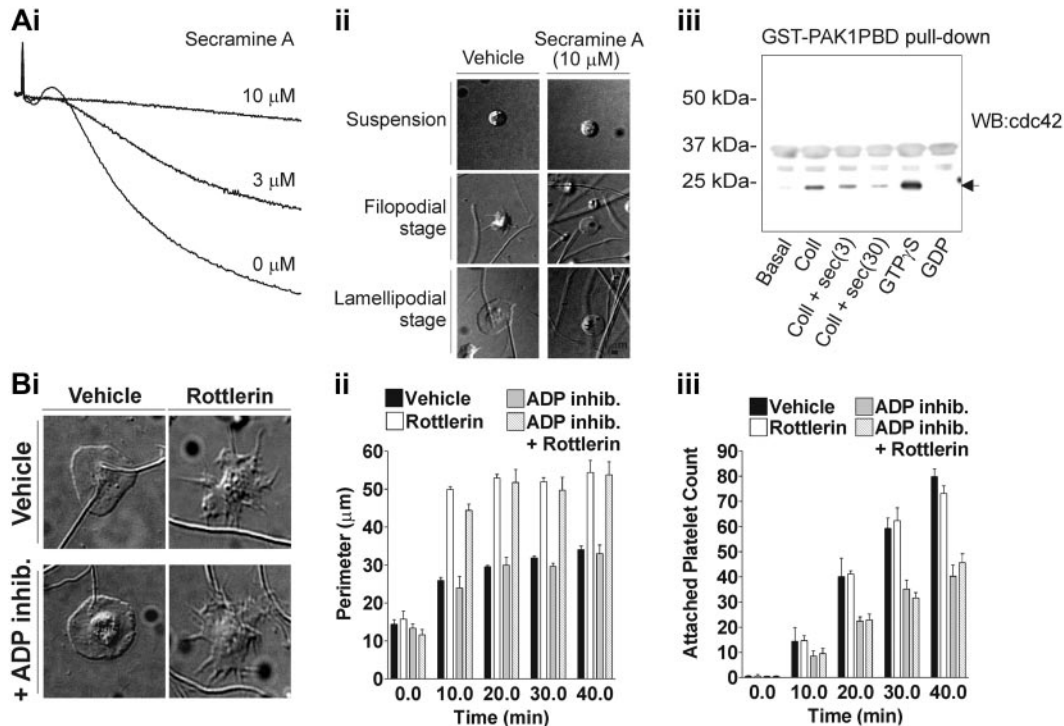 Ai
Secramine A
10 μM
3 μM
0 μM
ii
Vehicle
Secramine A
(10 μM)
Suspension
Filopodial
stage
Lamellipodial
stage
iii
GST-PAK1PBD pull-down
50 kDa-
37 kDa-
25 kDa-
WB:cdc42
Basal
Coll
Coll + sec(3)
Coll + sec(30)
GTPγS
GDP
Bi
Vehicle
Rottlerin
Vehicle
+ ADP inhib.
ii
Vehicle
ADP inhib.
Rottlerin
ADP inhib.
+ Rottlerin
Perimeter (μm)
60
50
40
30
20
10
0
0.0
10.0
20.0
30.0
40.0
Time (min)
iii
Vehicle
ADP inhib.
Rottlerin
ADP inhib.
+ Rottlerin
Attached Platelet Count
90
80
70
60
50
40
30
20
10
0
0.0
10.0
20.0
30.0
40.0
Time (min)